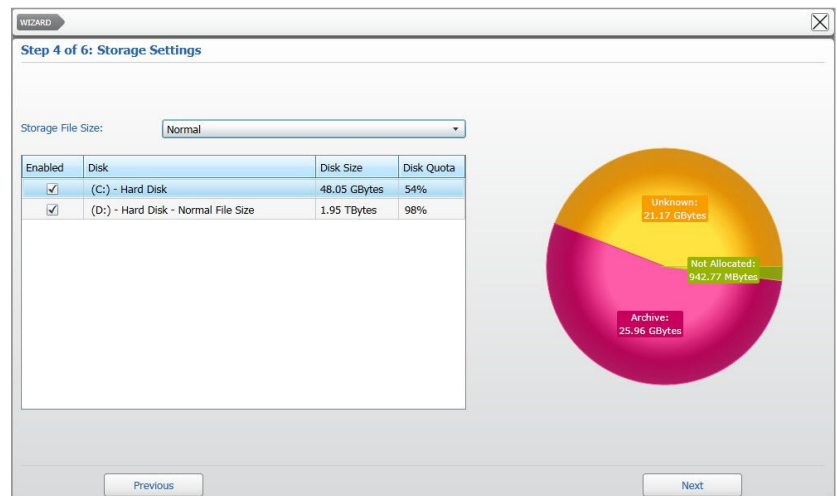 WIZARD
Step 4 of 6: Storage Settings
Storage File Size: Normal
Enabled Disk Disk Size Disk Quota
(C:) - Hard Disk 48.05 GBytes 54%
(D:) - Hard Disk - Normal File Size 1.95 TBytes 98%
Unknown:
21.17 GBytes
Not Allocated:
942.77 MBytes
Archive:
25.96 GBytes
Previous Next